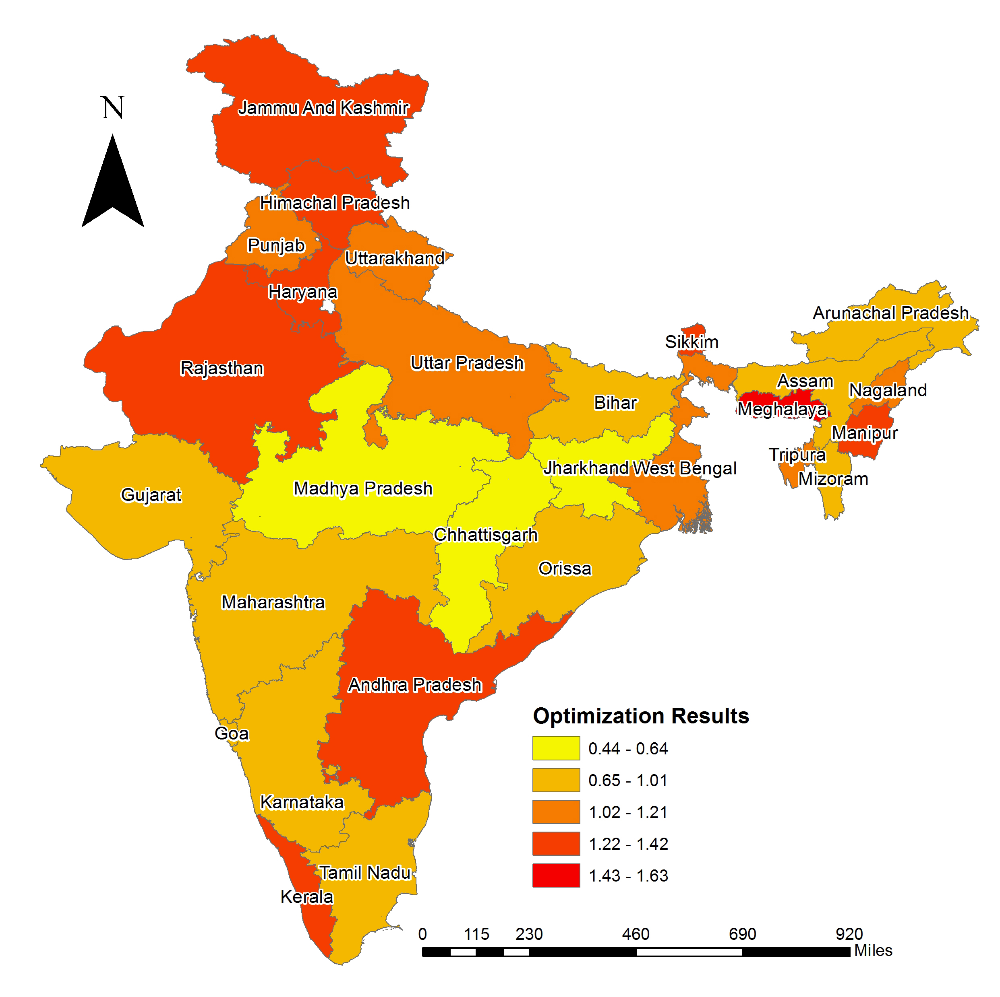 N
Jammu And Kashmir
Himachal Pradesh
Punjab
Uttarakhand
Haryana
Arunachal Pradesh
Sikkim
Rajasthan
Uttar Pradesh
Assam
Nagaland
Bihar
Meghalaya
Manipur
Tripura
Jharkhand
West Bengal
Mizoram
Gujarat
Madhya Pradesh
Chhattisgarh
Orissa
Maharashtra
Andhra Pradesh
Goa
Karnataka
Tamil Nadu
Kerala
Optimization Results
0.44 - 0.64
0.65 - 1.01
1.02 - 1.21
1.22 - 1.42
1.43 - 1.63
0 115 230 460 690 920
Miles